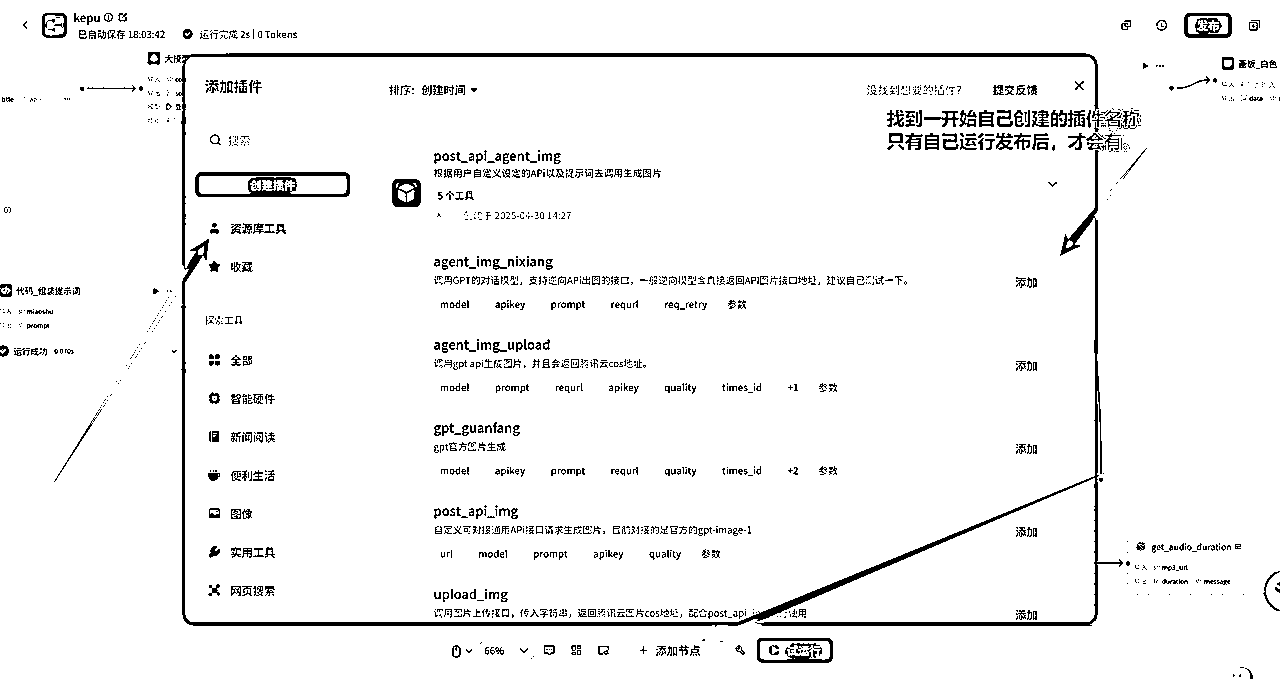 kepu
已自动保存 18:03:42
运行完成 2s | 0 Tokens
发布
大模型
添加插件
排序: 创建时间
没找到想要的插件?
提交反馈
找到一开始自己创建的插件名称
只有自己运行发布后，才会有。
搜索
创建插件
资源库工具
收藏
探索工具
全部
智能硬件
新闻阅读
便利生活
图像
实用工具
网页搜索
post_api_agent_img
根据用户自定义设定的APi以及提示词去调用生成图片
5 个工具
创建于 2025-04-30 14:27
agent_img_nixiang
调用GPT的对话模型，支持逆向API出图的接口，一般逆向模型会直接返回API图片接口地址，建议自己测试一下。
添加
model apikey prompt requrl req_retry 参数
agent_img_upload
调用gpt api生成图片，并且会返回腾讯云cos地址。
添加
model prompt requrl apikey quality times_id +1 参数
gpt_guanfang
gpt官方图片生成
添加
model apikey prompt requrl quality times_id +2 参数
post_api_img
自定义可对接通用API接口请求生成图片，目前对接的是官方的gpt-image-1
添加
url model prompt apikey quality 参数
upload_img
调用图片上传接口，传入字符串，返回腾讯云图片cos地址，配合post_api_
使用
添加
title
代码_组装提示词
miaoshu
prompt
运行成功
画板_白色
data
get_audio_duration
mp3_url
duration message
66%
添加节点
试运行